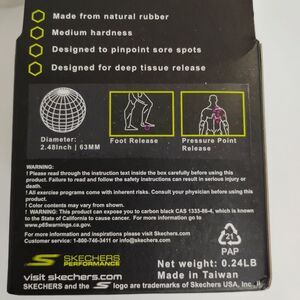 Made from natural rubber
Medium hardness
Designed to pinpoint sore spots
Designed for deep tissue release
Diameter:
2.48Inch | 63MM
Foot Release
Pressure Point
Release
WARNING:
! Please read through the instruction text inside the box carefully before using this
product. Failure to read and follow the safety instructions can result in serious injury or
death.
! All exercise programs come with inherent risks. Consult your physician before using this
product.
! Color contents may vary from shown.
WARNING: This product can expose you to carbon black CAS 1333-86-4, which is known to
the State of California to cause cancer. For more information go to
www.p65warnings.ca.gov.
For more information and inspirations visit skechers.com
Customer service: 1-800-746-3411 or info@skechers.com
21
PAP
SKECHERS
PERFORMANCE
visit skechers.com
Net weight: 0.24LB
Made in Taiwan
SKECHERS and the S logo are trademarks of Skechers USA, Inc.